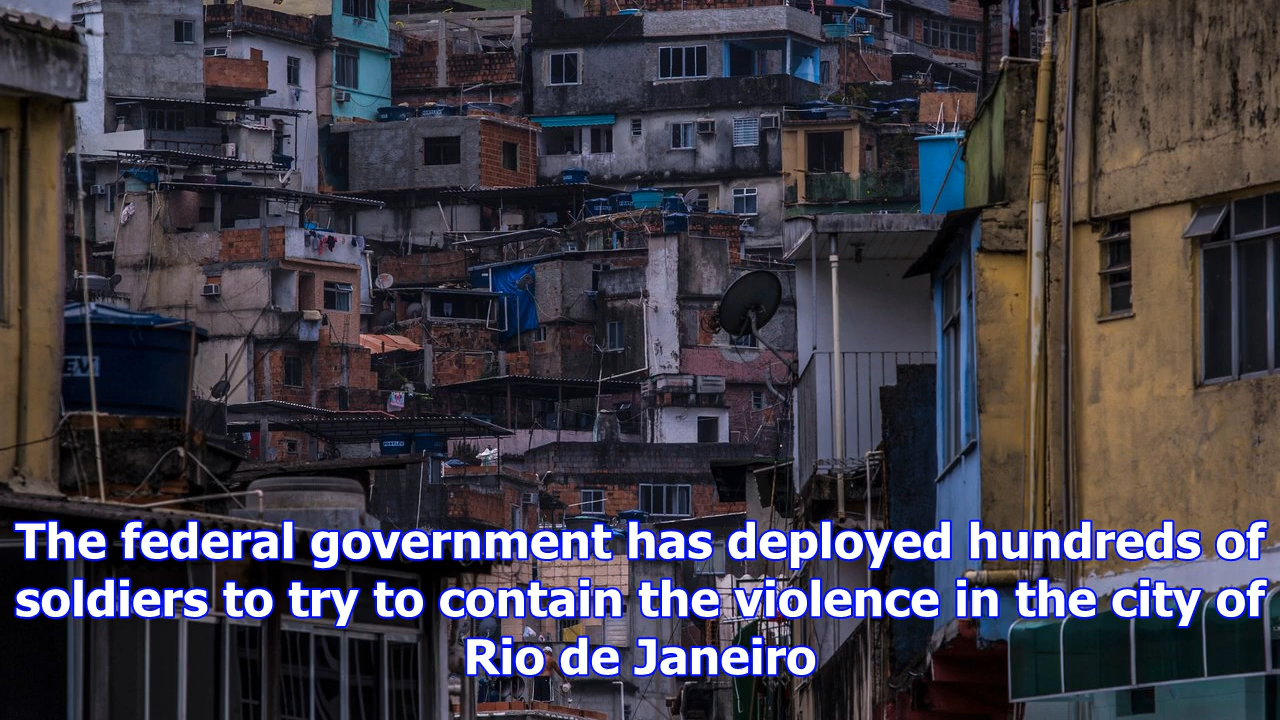 The federal government has deployed hundreds of
soldiers to try to contain the violence in the city of
Rio de Janeiro